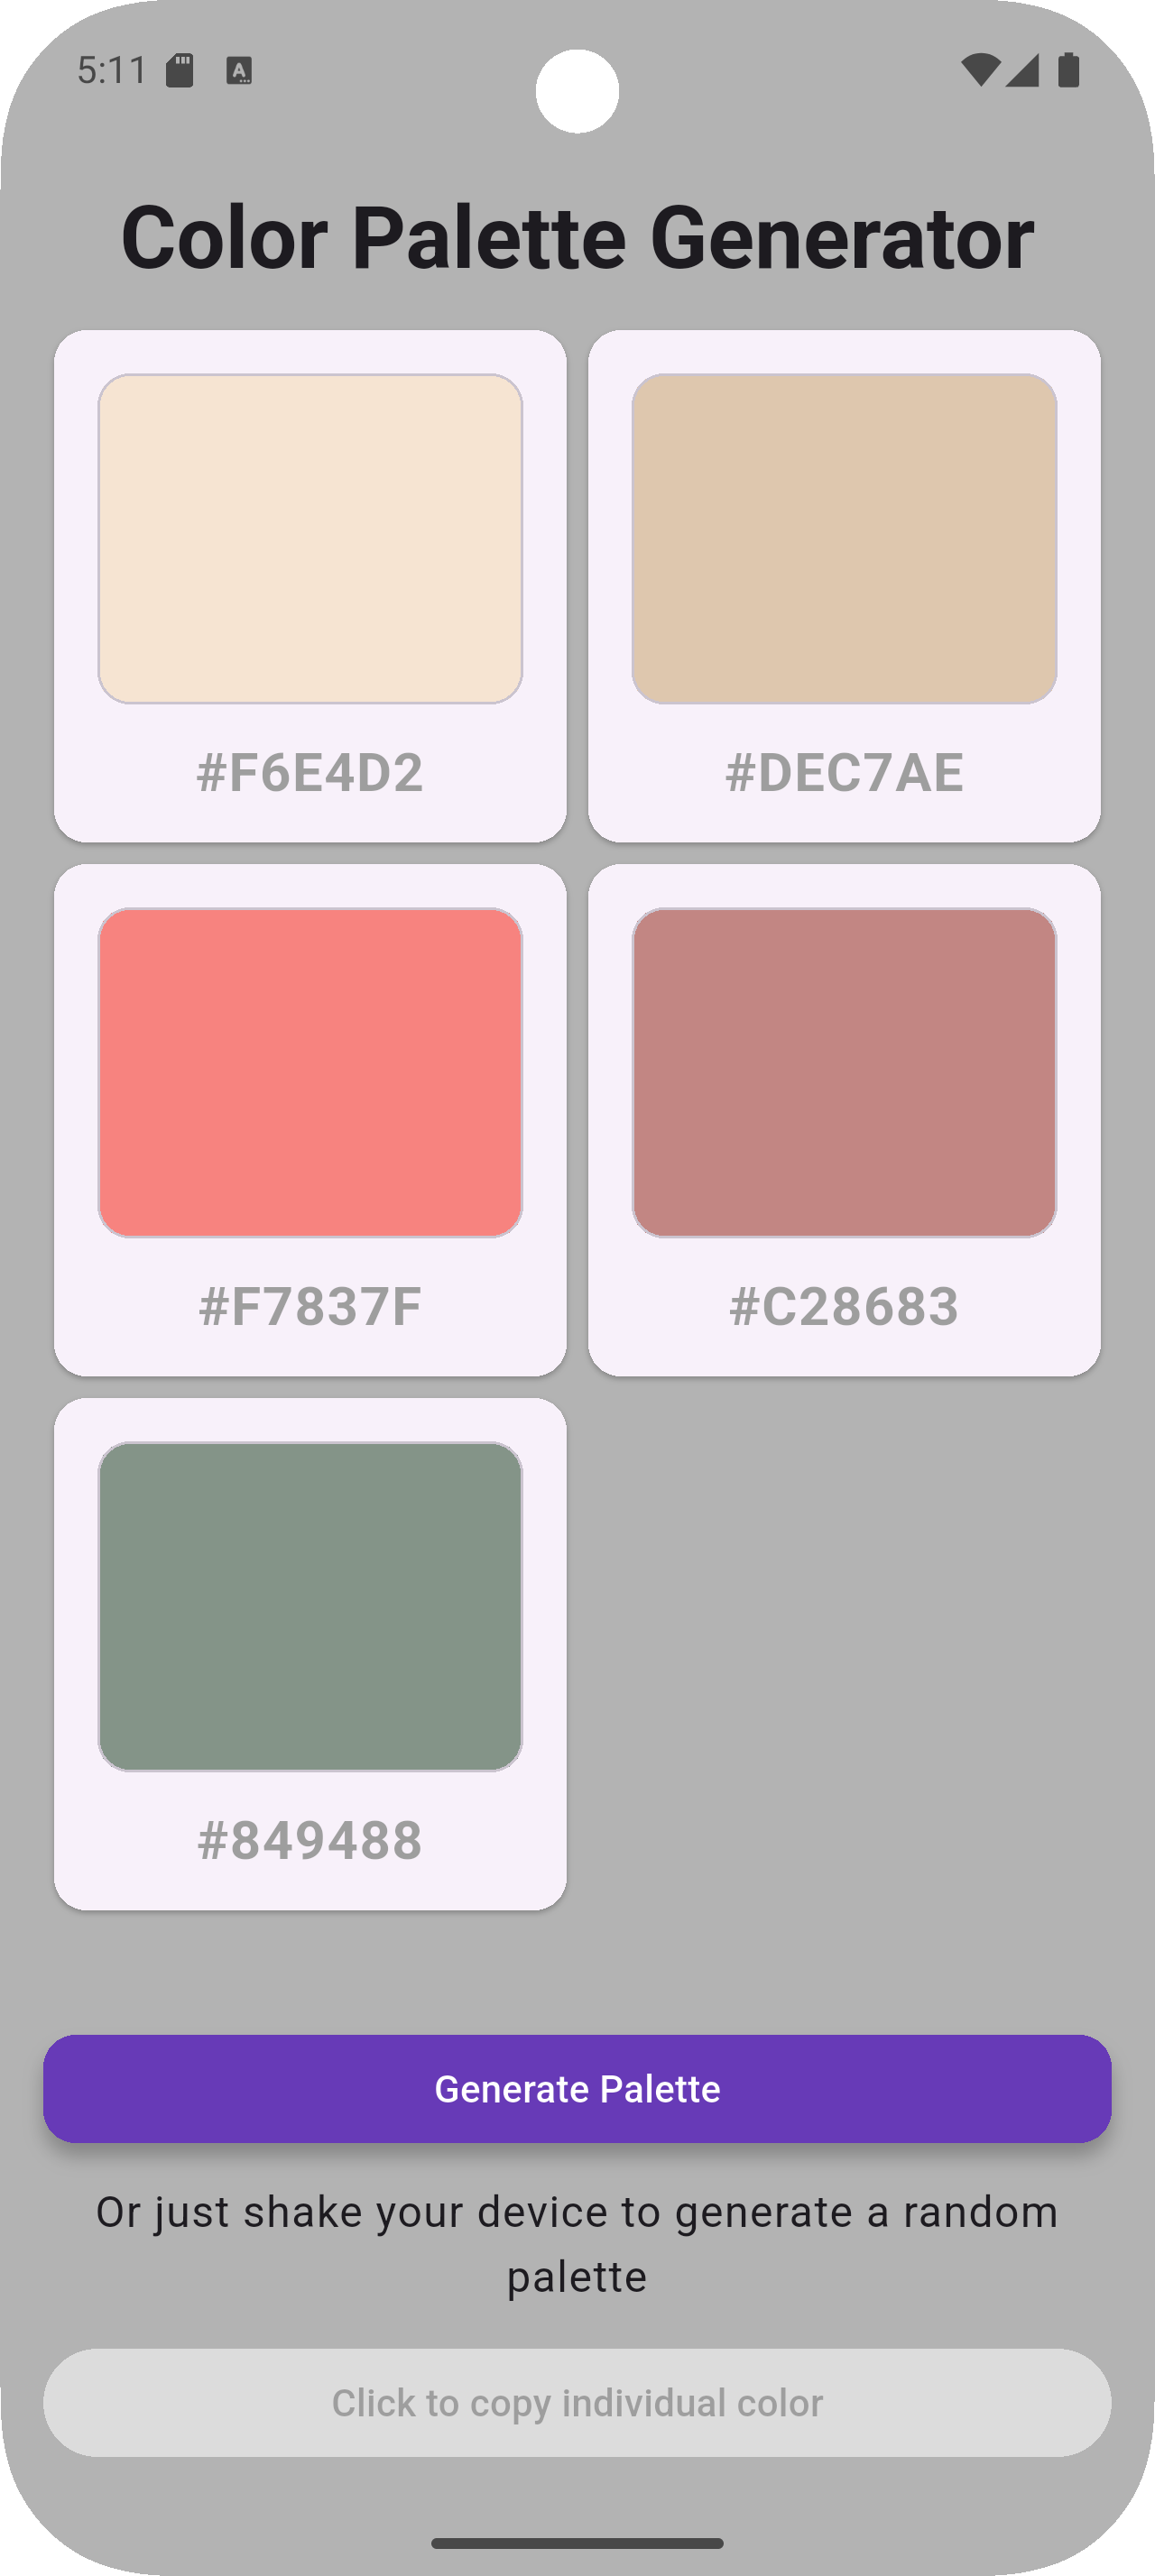 5:11
Color Palette Generator
#F6E4D2
#DEC7AE
#F7837F
#C28683
#849488
Generate Palette
Or just shake your device to generate a random
palette
Click to copy individual color